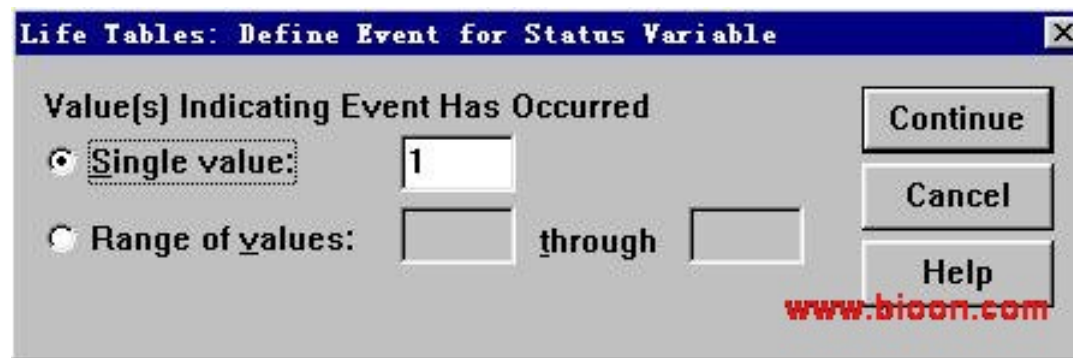 Life Tables: Define Event for Status Variable
Value(s) Indicating Event Has Occurred
Single value: 1
Range of values: through
Continue
Cancel
Help
www.bioon.com